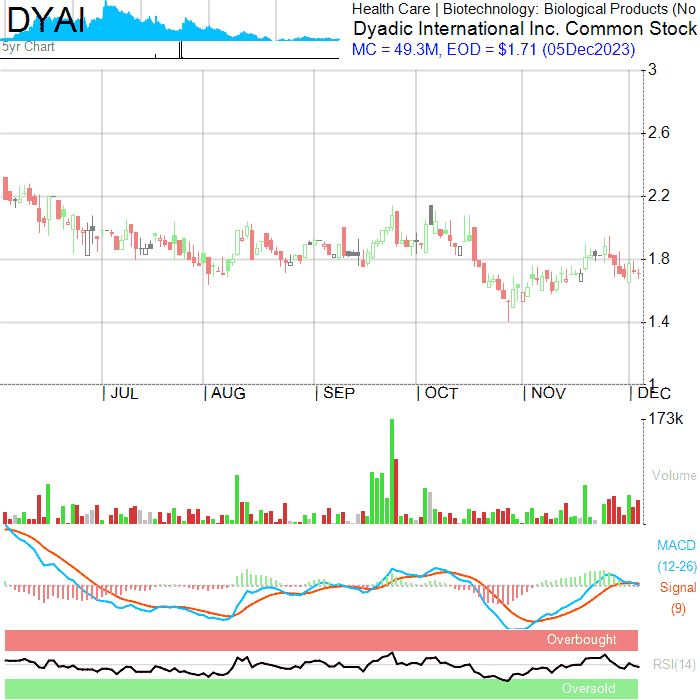 DYAI
5yr Chart
Health Care | Biotechnology: Biological Products (No
Dyadic International Inc. Common Stock
MC = 49.3M, EOD = $1.71 (05Dec2023)
3
2.6
2.2
1.8
1.4
1
| JUL | AUG | SEP | OCT | NOV | DEC
173k
Volume
MACD
(12-26)
Signal
(9)
Overbought
RSI(14)
Oversold